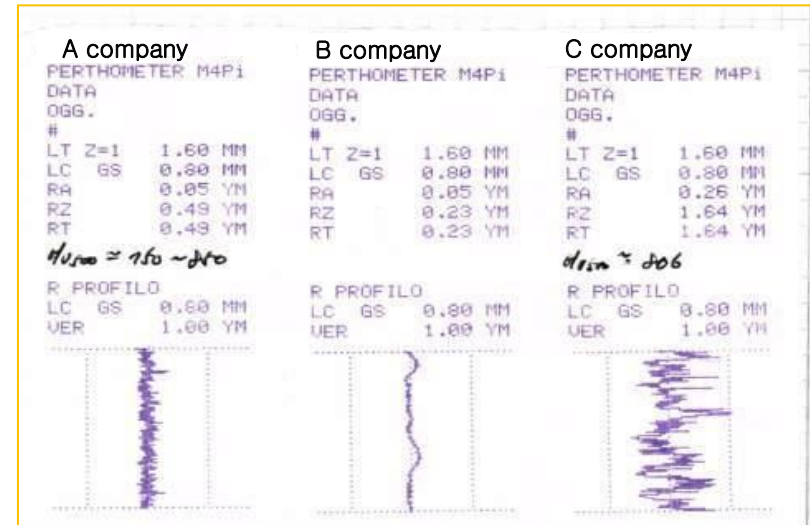 A company
PERTHOMETER M4Pi
DATA
OGG.
#
LT Z=1 1.60 MM
LC GS 0.80 MM
RA 0.05 YM
RZ 0.49 YM
RT 0.49 YM
R PROFILO
LC GS 0.80 MM
VER 1.00 YM
B company
PERTHOMETER M4Pi
DATA
OGG.
#
LT Z=1 1.60 MM
LC GS 0.80 MM
RA 0.05 YM
RZ 0.23 YM
RT 0.23 YM
R PROFILO
LC GS 0.80 MM
VER 1.00 YM
C company
PERTHOMETER M4Pi
DATA
OGG.
#
LT Z=1 1.60 MM
LC GS 0.80 MM
RA 0.26 YM
RZ 1.64 YM
RT 1.64 YM
R PROFILO
LC GS 0.80 MM
VER 1.00 YM